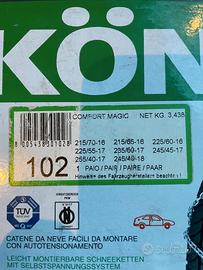 KÖN
COMFORT MAGIC NET KG. 3,438
8005438301028
215/70-16 215/65-16 225/60-16
225/55-17 235/60-17 245/45-17
255/40-17 245/40-18
102
1 PAIO / PAIR / PAIRE / PAAR
Hinweise des Fahrzeugherstellers beachten!
TÜV
CATENE DA NEVE FACILI DA MONTARE
CON AUTOTENSIONAMENTO
LEICHT MONTIERBARE SCHNEEKETTEN
MIT SELBSTSPANNUNGSSYSTEM